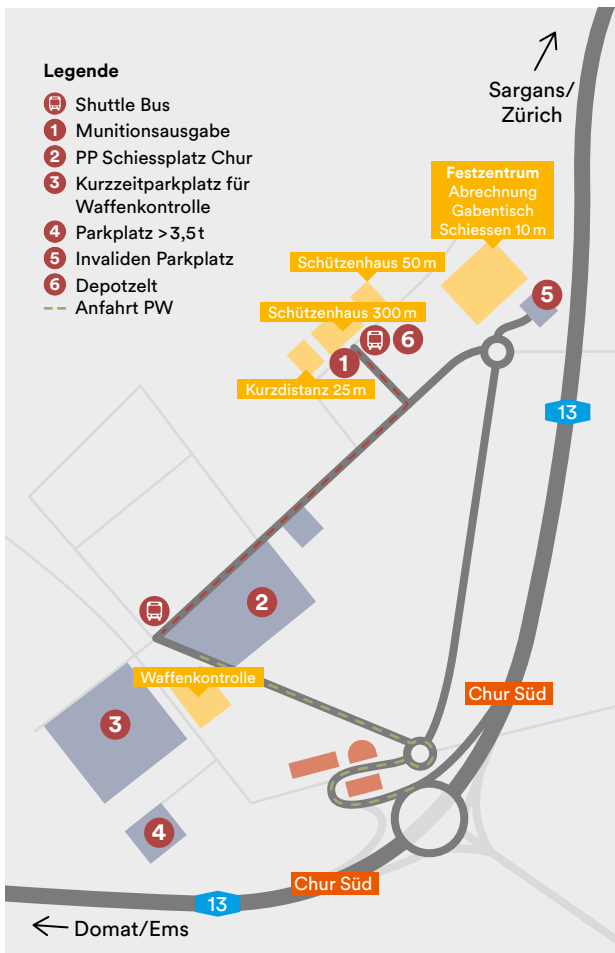 Legende
Shuttle Bus
1 Munitionsausgabe
2 PP Schiessplatz Chur
3 Kurzzeitparkplatz für
Waffenkontrolle
4 Parkplatz >3,5 t
5 Invaliden Parkplatz
6 Depotzelt
Anfahrt PW
Sargans/
Zürich
Festzentrum
Abrechnung
Gabentisch
Schiessen 10 m
Schützenhaus 50 m
5
Schützenhaus 300 m
6
1
Kurzdistanz 25 m
13
2
Waffenkontrolle
Chur Süd
3
4
Chur Süd
13
Domat/Ems